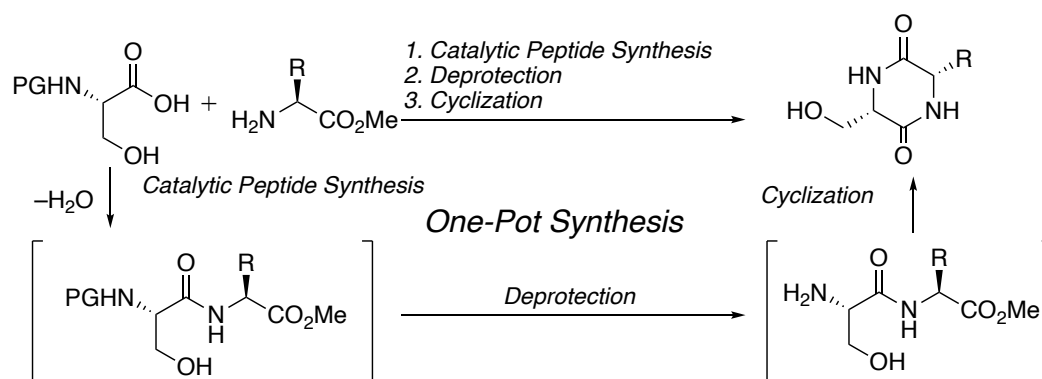 PGHN
O
OH
OH
+
R
H2N
CO2Me
1. Catalytic Peptide Synthesis
2. Deprotection
3. Cyclization
O
HN
R
HO
NH
O
–H2O
Catalytic Peptide Synthesis
One-Pot Synthesis
Cyclization
PGHN
O
N
H
R
CO2Me
OH
Deprotection
H2N
O
N
H
R
CO2Me
OH